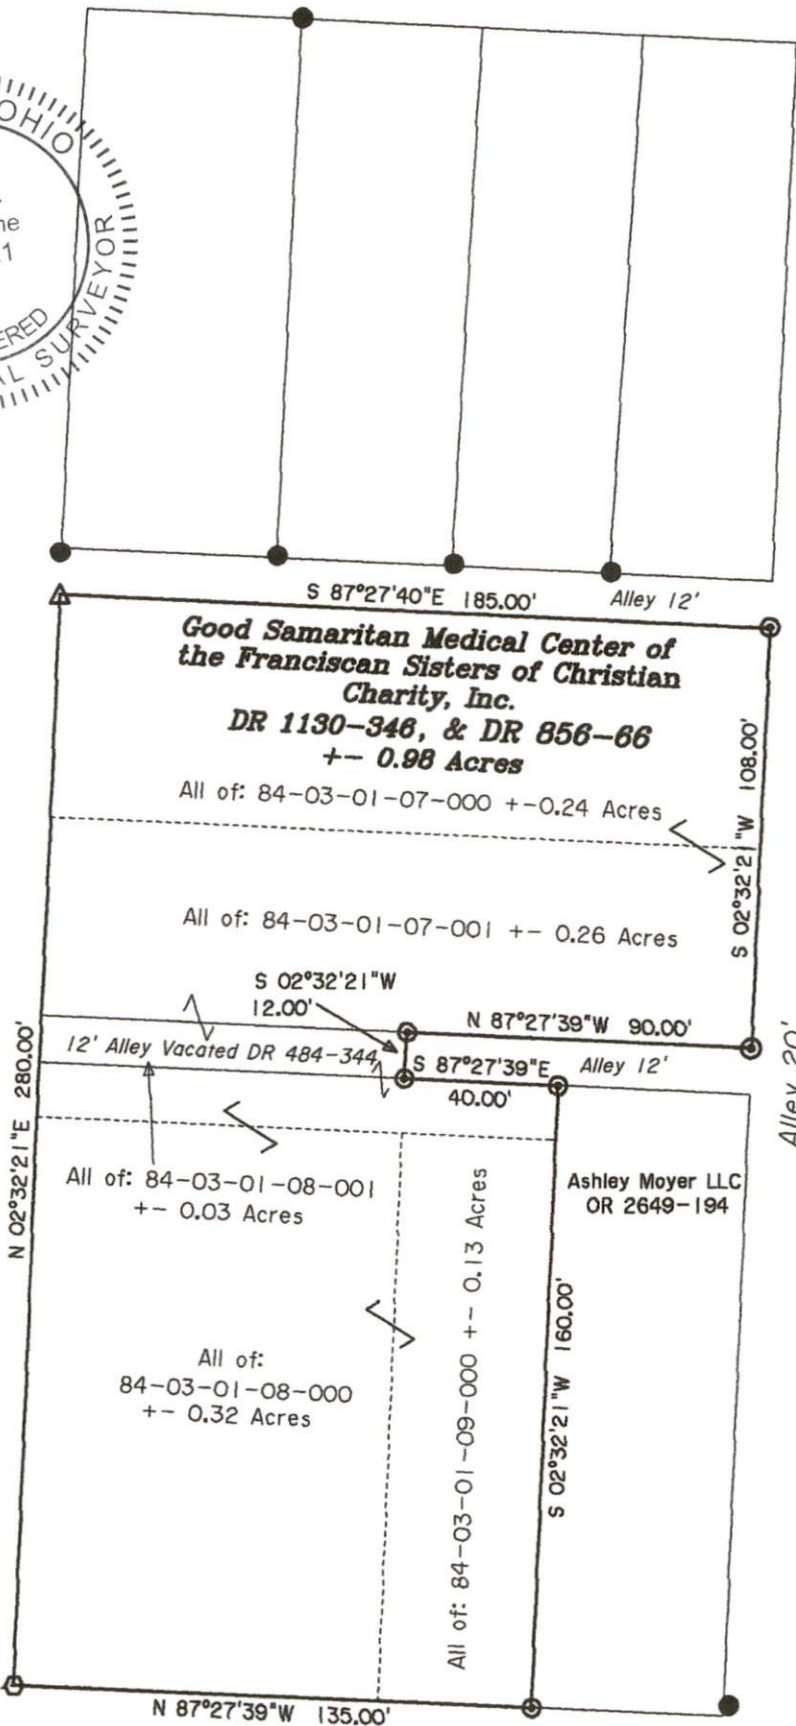 OHIO
SURVEYOR
S 87°27'40"E 185.00'
Alley 12'
Good Samaritan Medical Center of
the Franciscan Sisters of Christian
Charity, Inc.
DR 1130-346, & DR 856-66
+- 0.98 Acres
All of: 84-03-01-07-000 +-0.24 Acres
S 02°32'21"W 108.00'
All of: 84-03-01-07-001 +- 0.26 Acres
S 02°32'21"W
12.00'
N 87°27'39"W 90.00'
12' Alley Vacated DR 484-344
S 87°27'39"E
40.00'
Alley 12'
Alley 20'
N 02°32'21"E 280.00'
All of: 84-03-01-08-001
+- 0.03 Acres
Ashley Moyer LLC
OR 2649-194
All of: 84-03-01-09-000 +- 0.13 Acres
S 02°32'21"W 160.00'
All of:
84-03-01-08-000
+- 0.32 Acres
N 87°27'39"W 135.00'